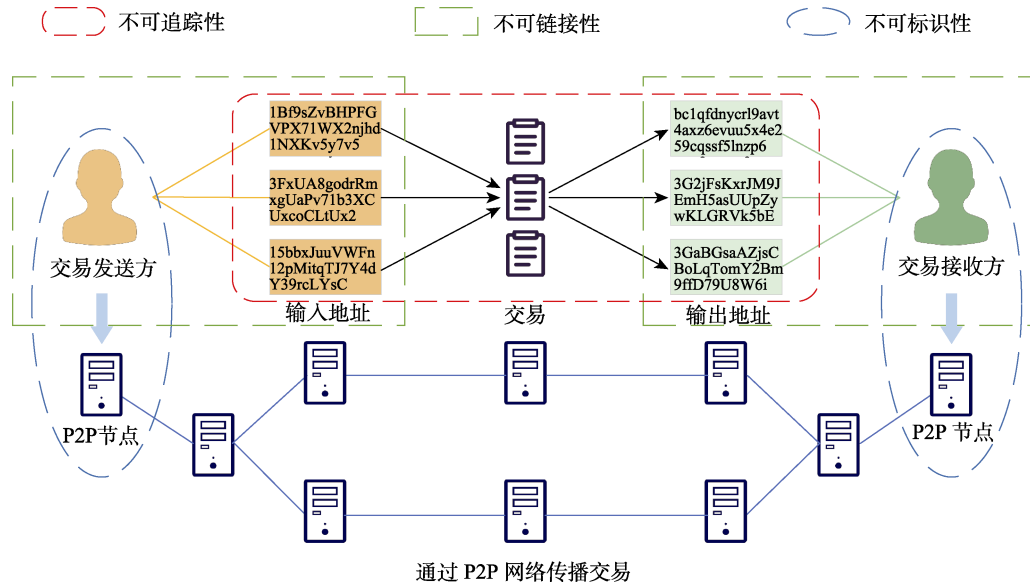 不可追踪性
不可链接性
不可标识性
1Bf9sZvBHPFG
VPX71WX2njhd
1NXKv5y7v5
3FxUA8godrRm
xgUaPv71b3XC
UxcoCLtUx2
15bbxJuuVWFn
12pMitqTJ7Y4d
Y39rcLYsC
bc1qfdnycrl9avt
4axz6evuu5x4e2
59cqssf5lnzp6
3G2jFsKxrJM9J
EmH5asUUpZy
wKLGRVk5bE
3GaBGsaAZjsC
BoLqTomY2Bm
9ffD79U8W6i
交易发送方
交易接收方
输入地址
交易
输出地址
P2P节点
P2P 节点
通过 P2P 网络传播交易